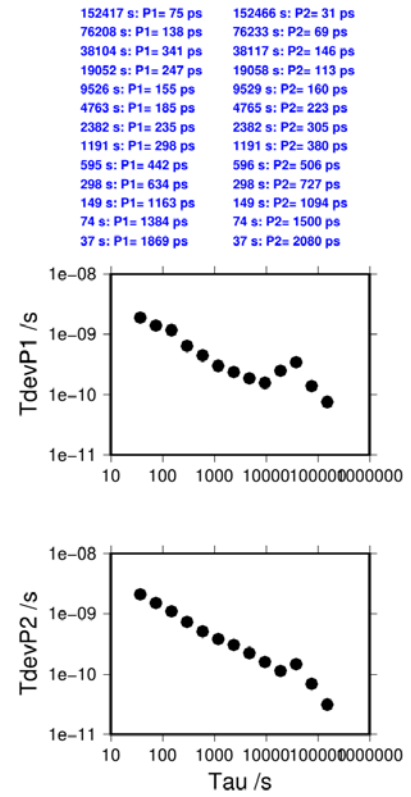 152417 s: P1= 75 ps 152466 s: P2= 31 ps
76208 s: P1= 138 ps 76233 s: P2= 69 ps
38104 s: P1= 341 ps 38117 s: P2= 146 ps
19052 s: P1= 247 ps 19058 s: P2= 113 ps
9526 s: P1= 155 ps 9529 s: P2= 160 ps
4763 s: P1= 185 ps 4765 s: P2= 223 ps
2382 s: P1= 235 ps 2382 s: P2= 305 ps
1191 s: P1= 298 ps 1191 s: P2= 380 ps
595 s: P1= 442 ps 596 s: P2= 506 ps
298 s: P1= 634 ps 298 s: P2= 727 ps
149 s: P1= 1163 ps 149 s: P2= 1094 ps
74 s: P1= 1384 ps 74 s: P2= 1500 ps
37 s: P1= 1869 ps 37 s: P2= 2080 ps
1e-08
1e-09
1e-10
1e-11
TdevP1 /s
10 100 1000 10000 100000 1000000
1e-08
1e-09
1e-10
1e-11
TdevP2 /s
10 100 1000 10000 100000 1000000
Tau /s